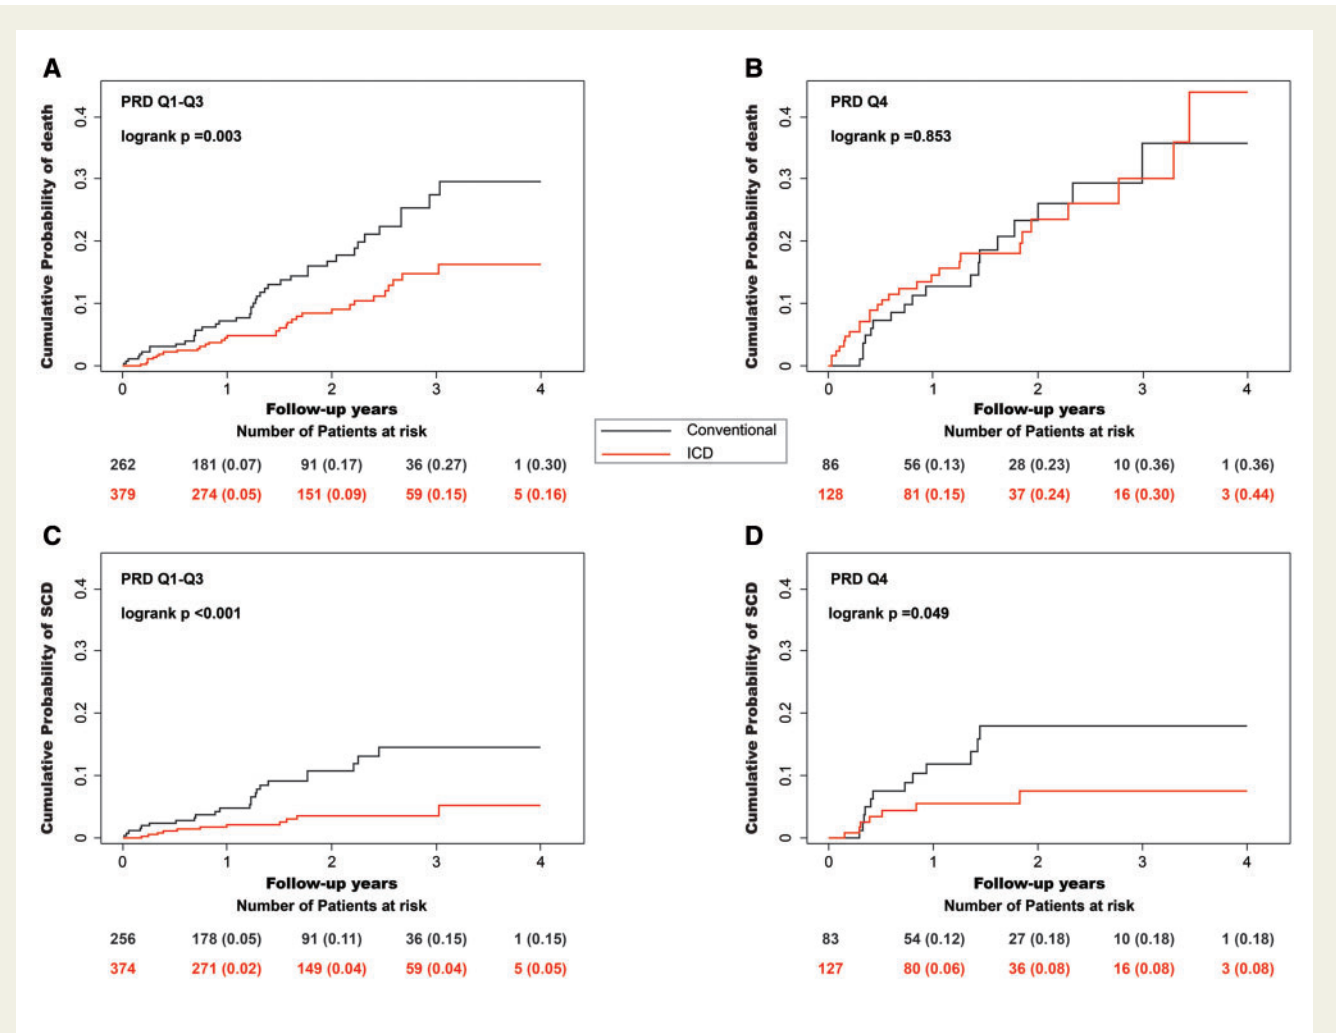 A
PRD Q1-Q3
logrank p =0.003
Cumulative Probability of death
0.4
0.3
0.2
0.1
0
0 1 2 3 4
Follow-up years
Number of Patients at risk
262 181 (0.07) 91 (0.17) 36 (0.27) 1 (0.30)
379 274 (0.05) 151 (0.09) 59 (0.15) 5 (0.16)
B
PRD Q4
logrank p =0.853
Cumulative Probability of death
0.4
0.3
0.2
0.1
0
0 1 2 3 4
Follow-up years
Number of Patients at risk
86 56 (0.13) 28 (0.23) 10 (0.36) 1 (0.36)
128 81 (0.15) 37 (0.24) 16 (0.30) 3 (0.44)
Conventional
ICD
C
PRD Q1-Q3
logrank p <0.001
Cumulative Probability of SCD
0.4
0.3
0.2
0.1
0
0 1 2 3 4
Follow-up years
Number of Patients at risk
256 178 (0.05) 91 (0.11) 36 (0.15) 1 (0.15)
374 271 (0.02) 149 (0.04) 59 (0.04) 5 (0.05)
D
PRD Q4
logrank p =0.049
Cumulative Probability of SCD
0.4
0.3
0.2
0.1
0
0 1 2 3 4
Follow-up years
Number of Patients at risk
83 54 (0.12) 27 (0.18) 10 (0.18) 1 (0.18)
127 80 (0.06) 36 (0.08) 16 (0.08) 3 (0.08)